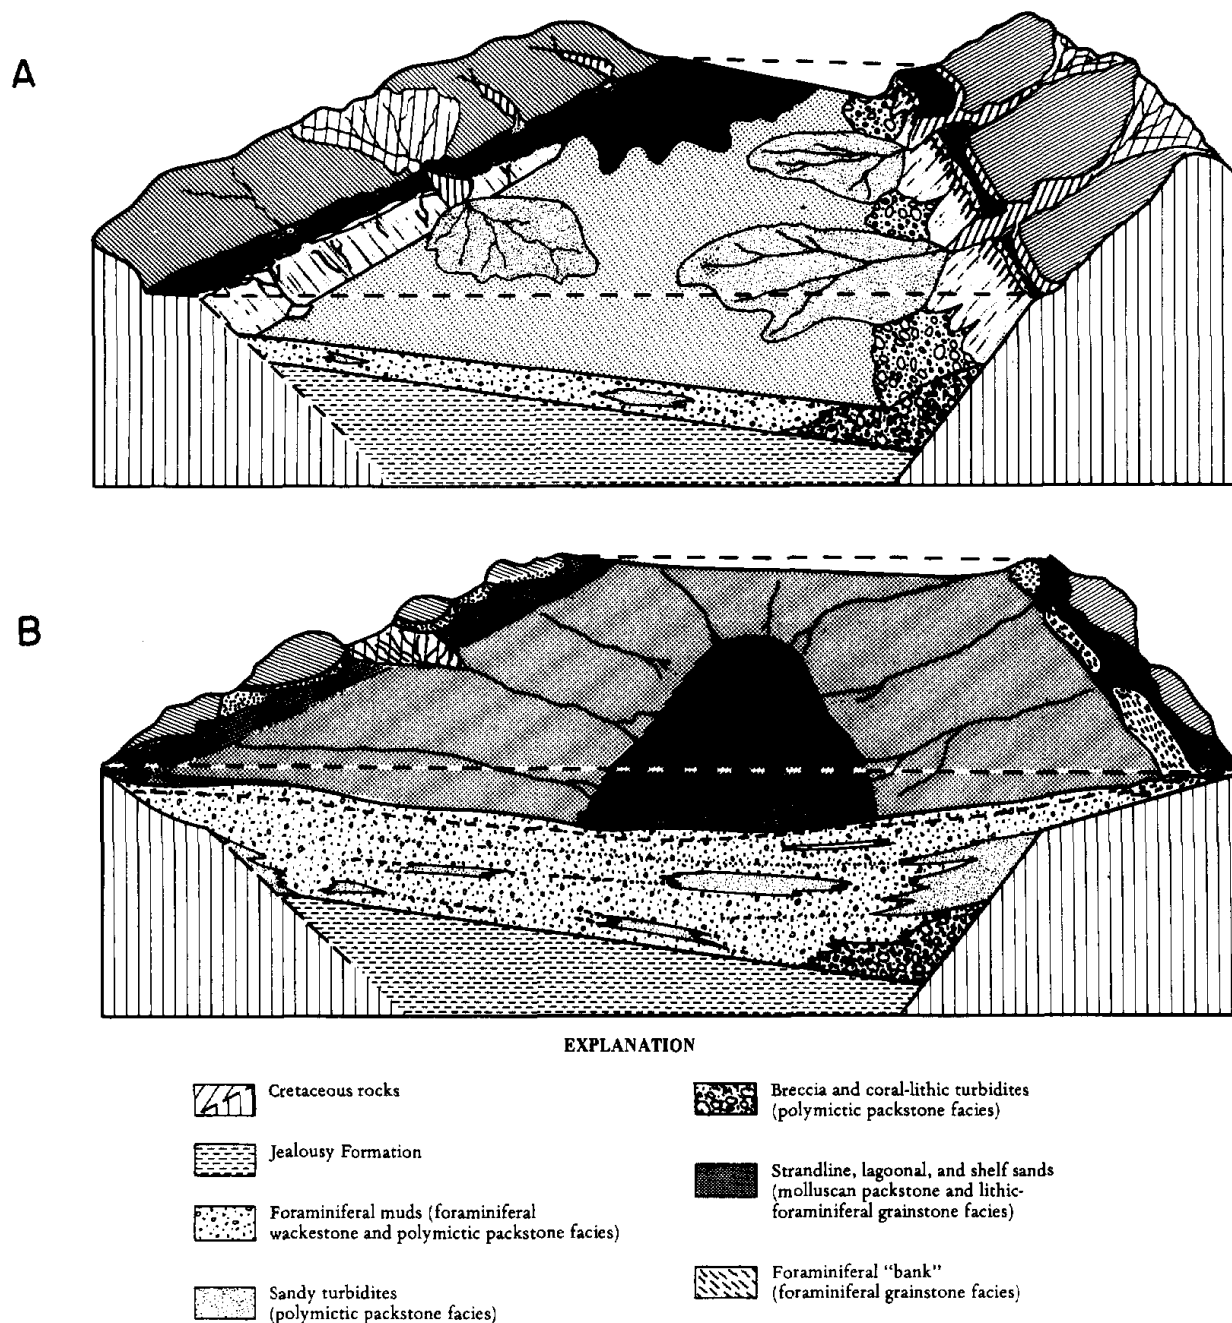 A
B
EXPLANATION
Cretaceous rocks
Jealousy Formation
Foraminiferal muds (foraminiferal
wackestone and polymictic packstone facies)
Sandy turbidites
(polymictic packstone facies)
Breccia and coral-lithic turbidites
(polymictic packstone facies)
Strandline, lagoonal, and shelf sands
(molluscan packstone and lithic-
foraminiferal grainstone facies)
Foraminiferal "bank"
(foraminiferal grainstone facies)